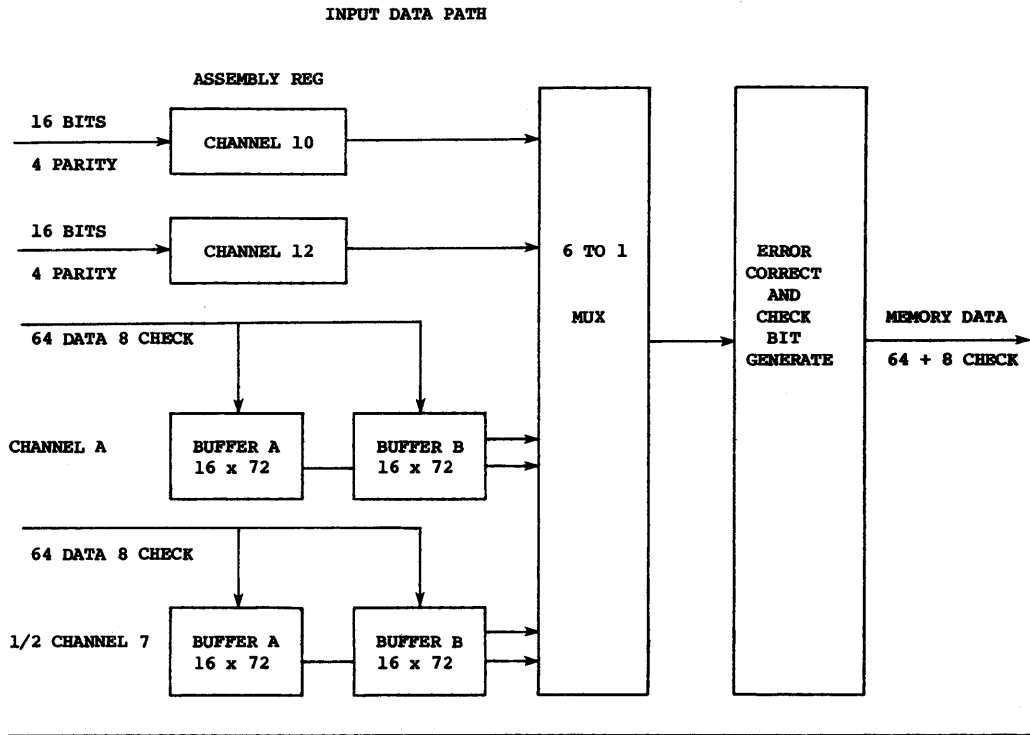 INPUT DATA PATH
ASSEMBLY REG
16 BITS
4 PARITY
CHANNEL 10
16 BITS
4 PARITY
CHANNEL 12
64 DATA 8 CHECK
CHANNEL A
BUFFER A
16 x 72
BUFFER B
16 x 72
64 DATA 8 CHECK
1/2 CHANNEL 7
BUFFER A
16 x 72
BUFFER B
16 x 72
6 TO 1
MUX
ERROR
CORRECT
AND
CHECK
BIT
GENERATE
MEMORY DATA
64 + 8 CHECK